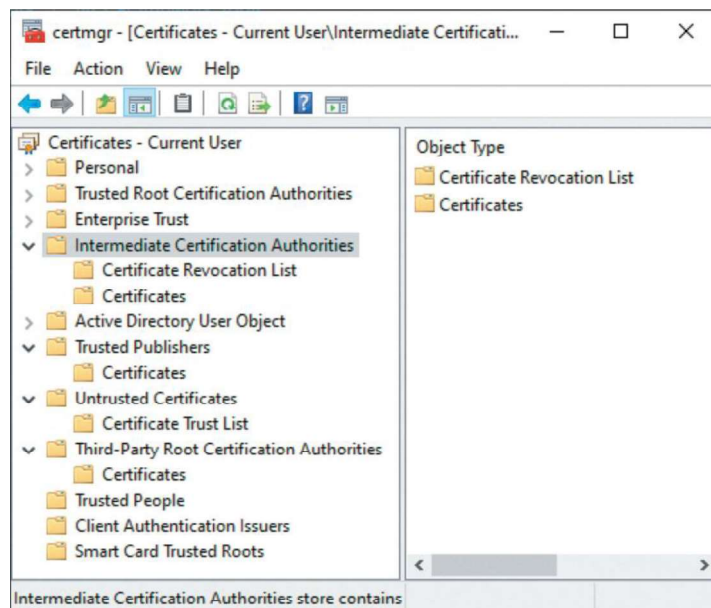 certmgr - [Certificates - Current User\Intermediate Certificati...
File Action View Help
Certificates - Current User
Personal
Trusted Root Certification Authorities
Enterprise Trust
Intermediate Certification Authorities
Certificate Revocation List
Certificates
Active Directory User Object
Trusted Publishers
Certificates
Untrusted Certificates
Certificate Trust List
Third-Party Root Certification Authorities
Certificates
Trusted People
Client Authentication Issuers
Smart Card Trusted Roots
Object Type
Certificate Revocation List
Certificates
Intermediate Certification Authorities store contains